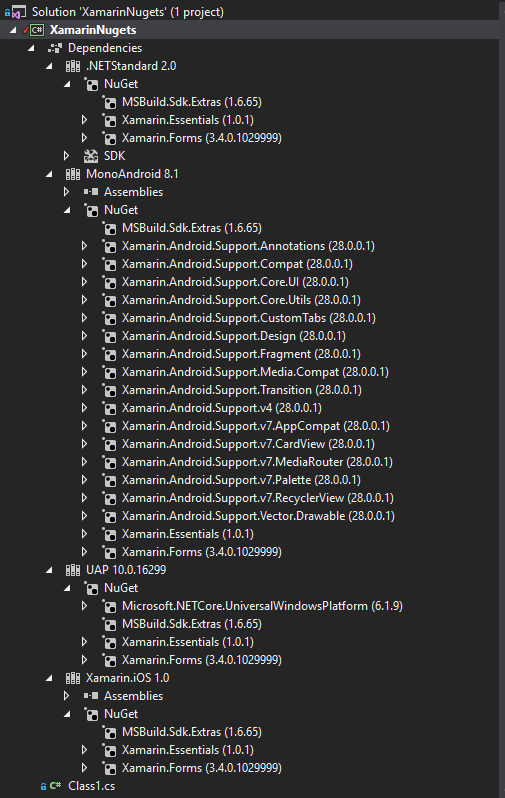 Solution 'XamarinNugets' (1 project)
C# XamarinNugets
Dependencies
.NETStandard 2.0
NuGet
MSBuild.Sdk.Extras (1.6.65)
Xamarin.Essentials (1.0.1)
Xamarin.Forms (3.4.0.1029999)
SDK
MonoAndroid 8.1
Assemblies
NuGet
MSBuild.Sdk.Extras (1.6.65)
Xamarin.Android.Support.Annotations (28.0.0.1)
Xamarin.Android.Support.Compat (28.0.0.1)
Xamarin.Android.Support.Core.UI (28.0.0.1)
Xamarin.Android.Support.Core.Utils (28.0.0.1)
Xamarin.Android.Support.CustomTabs (28.0.0.1)
Xamarin.Android.Support.Design (28.0.0.1)
Xamarin.Android.Support.Fragment (28.0.0.1)
Xamarin.Android.Support.Media.Compat (28.0.0.1)
Xamarin.Android.Support.Transition (28.0.0.1)
Xamarin.Android.Support.v4 (28.0.0.1)
Xamarin.Android.Support.v7.AppCompat (28.0.0.1)
Xamarin.Android.Support.v7.CardView (28.0.0.1)
Xamarin.Android.Support.v7.MediaRouter (28.0.0.1)
Xamarin.Android.Support.v7.Palette (28.0.0.1)
Xamarin.Android.Support.v7.RecyclerView (28.0.0.1)
Xamarin.Android.Support.Vector.Drawable (28.0.0.1)
Xamarin.Essentials (1.0.1)
Xamarin.Forms (3.4.0.1029999)
UAP 10.0.16299
NuGet
Microsoft.NETCore.UniversalWindowsPlatform (6.1.9)
MSBuild.Sdk.Extras (1.6.65)
Xamarin.Essentials (1.0.1)
Xamarin.Forms (3.4.0.1029999)
Xamarin.iOS 1.0
Assemblies
NuGet
MSBuild.Sdk.Extras (1.6.65)
Xamarin.Essentials (1.0.1)
Xamarin.Forms (3.4.0.1029999)
C# Class1.cs